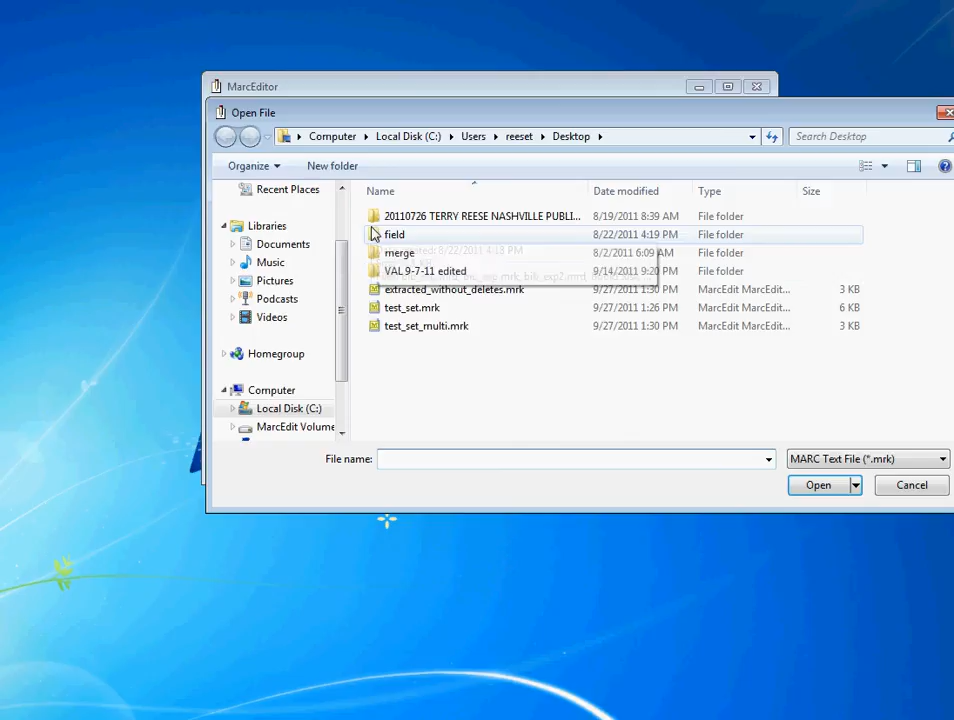 MarcEditor
Open File
Computer Local Disk (C:) Users reeset Desktop
Search Desktop
Organize New folder
Recent Places
Libraries
Documents
Music
Pictures
Podcasts
Videos
Homegroup
Computer
Local Disk (C:)
MarcEdit Volume
Name Date modified Type Size
20110726 TERRY REESE NASHVILLE PUBLI... 8/19/2011 8:39 AM File folder
field 8/22/2011 4:19 PM File folder
merge 8/2/2011 6:09 AM File folder
VAL 9-7-11 edited 9/14/2011 9:20 PM File folder
extracted_without_deletes.mrk 9/27/2011 1:30 PM MarcEdit MarcEdit... 3 KB
test_set.mrk 9/27/2011 1:30 PM MarcEdit MarcEdit... 6 KB
test_set_multi.mrk 9/27/2011 1:30 PM MarcEdit MarcEdit... 3 KB
File name:
MARC Text File (*.mrk)
Open Cancel